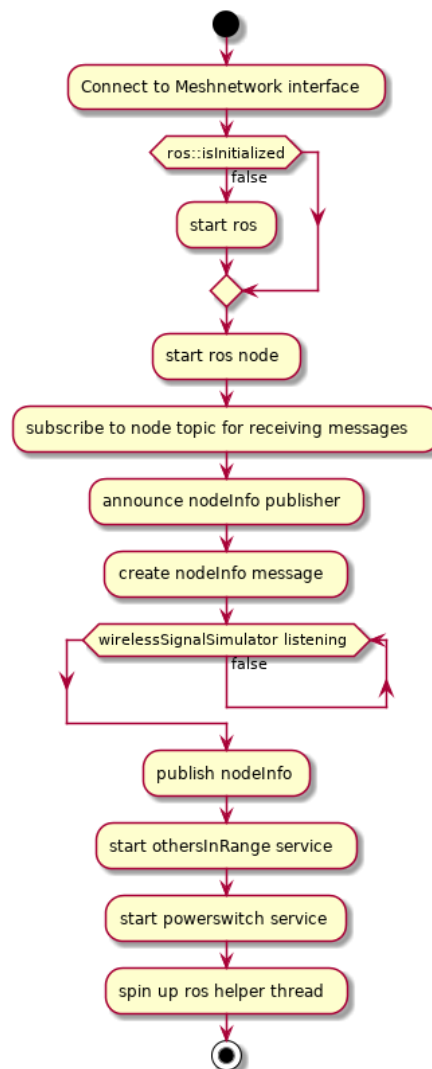 Connect to Meshnetwork interface
ros::isInitialized
false
start ros
start ros node
subscribe to node topic for receiving messages
announce nodeInfo publisher
create nodeInfo message
wirelessSignalSimulator listening
false
publish nodeInfo
start othersInRange service
start powerswitch service
spin up ros helper thread